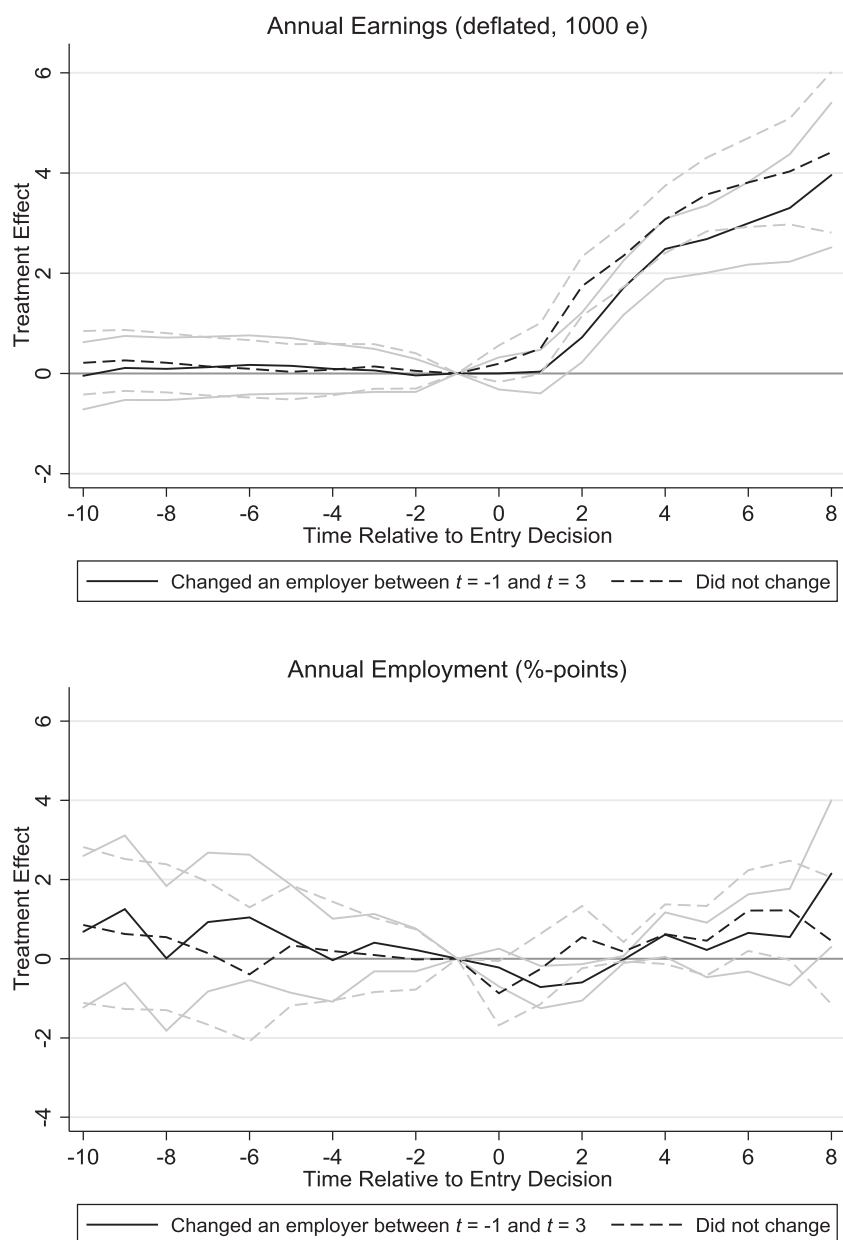 Annual Earnings (deflated, 1000 e)
Treatment Effect
6
4
2
0
-2
-10 -8 -6 -4 -2 0 2 4 6 8
Time Relative to Entry Decision
Changed an employer between t = -1 and t = 3 Did not change
Annual Employment (%-points)
Treatment Effect
6
4
2
0
-2
-4
-10 -8 -6 -4 -2 0 2 4 6 8
Time Relative to Entry Decision
Changed an employer between t = -1 and t = 3 Did not change